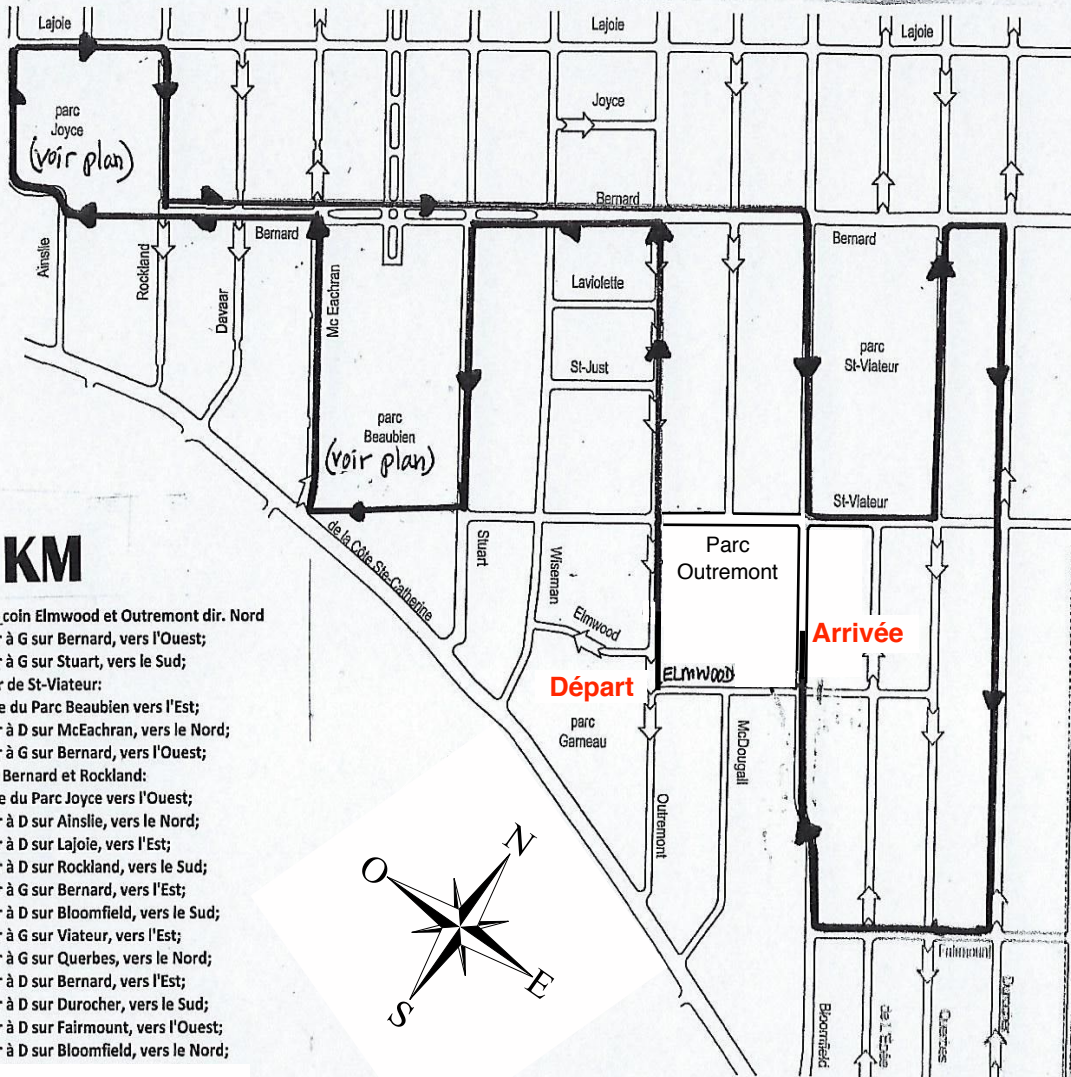 Lajoie
Lajoie
Lajoie
parc
Joyce
(voir plan)
Joyce
Bernard
Bernard
Bernard
Ainslie
Rockland
Davaar
Mc Eachran
Laviolette
St-Just
parc
St-Viateur
parc
Beaubien
(voir plan)
St-Viateur
de la Côte Ste-Catherine
Stuart
Wiseman
Elmwood
Parc
Outremont
Arrivée
Départ
ELMWOOD
parc
Garneau
McDougall
Outremont
KM
coin Elmwood et Outremont dir. Nord
r à G sur Bernard, vers l'Ouest;
r à G sur Stuart, vers le Sud;
r de St-Viateur:
e du Parc Beaubien vers l'Est;
r à D sur McEachran, vers le Nord;
r à G sur Bernard, vers l'Ouest;
Bernard et Rockland:
e du Parc Joyce vers l'Ouest;
r à D sur Ainslie, vers le Nord;
r à D sur Lajoie, vers l'Est;
r à D sur Rockland, vers le Sud;
r à G sur Bernard, vers l'Est;
r à D sur Bloomfield, vers le Sud;
r à G sur Viateur, vers l'Est;
r à G sur Querbes, vers le Nord;
r à D sur Bernard, vers l'Est;
r à D sur Durocher, vers le Sud;
r à D sur Fairmount, vers l'Ouest;
r à D sur Bloomfield, vers le Nord;
N
O
E
S
Fairmount
Bloomfield
de L'Epée
Querbes
Durocher